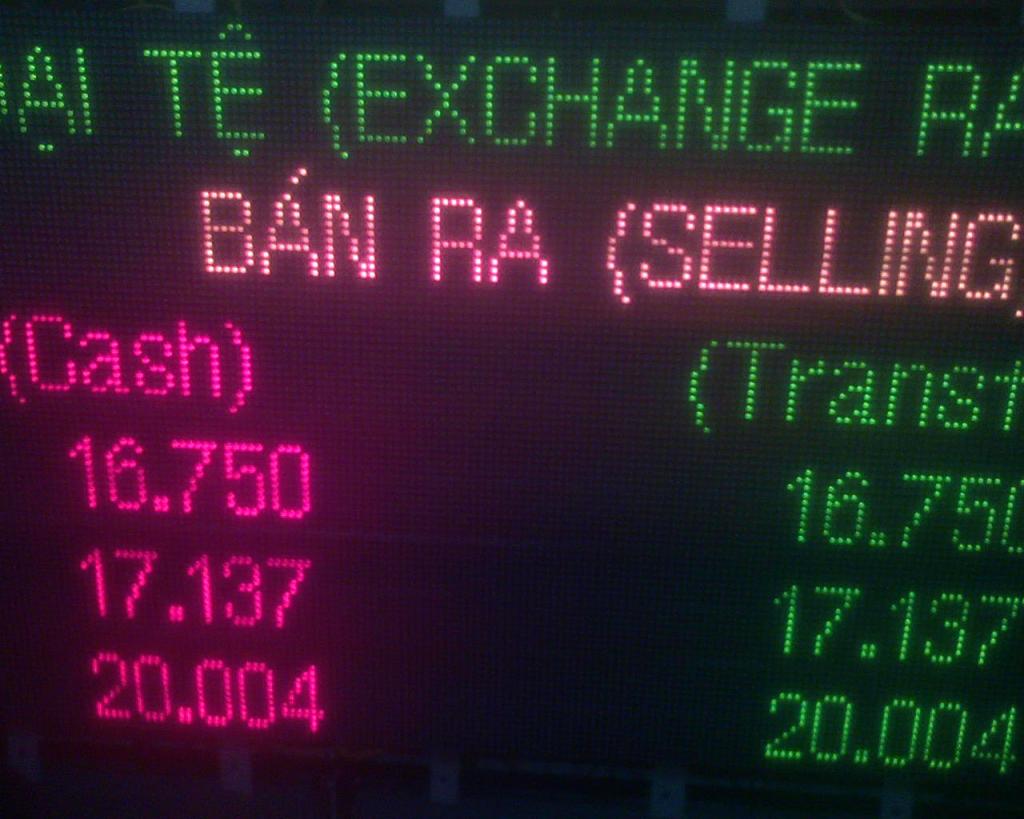 ẠI TỆ (EXCHANGE RA
BÁN RA (SELLING)
(Cash) (Transf
16.750 16.750
17.137 17.137
20.004 20.004